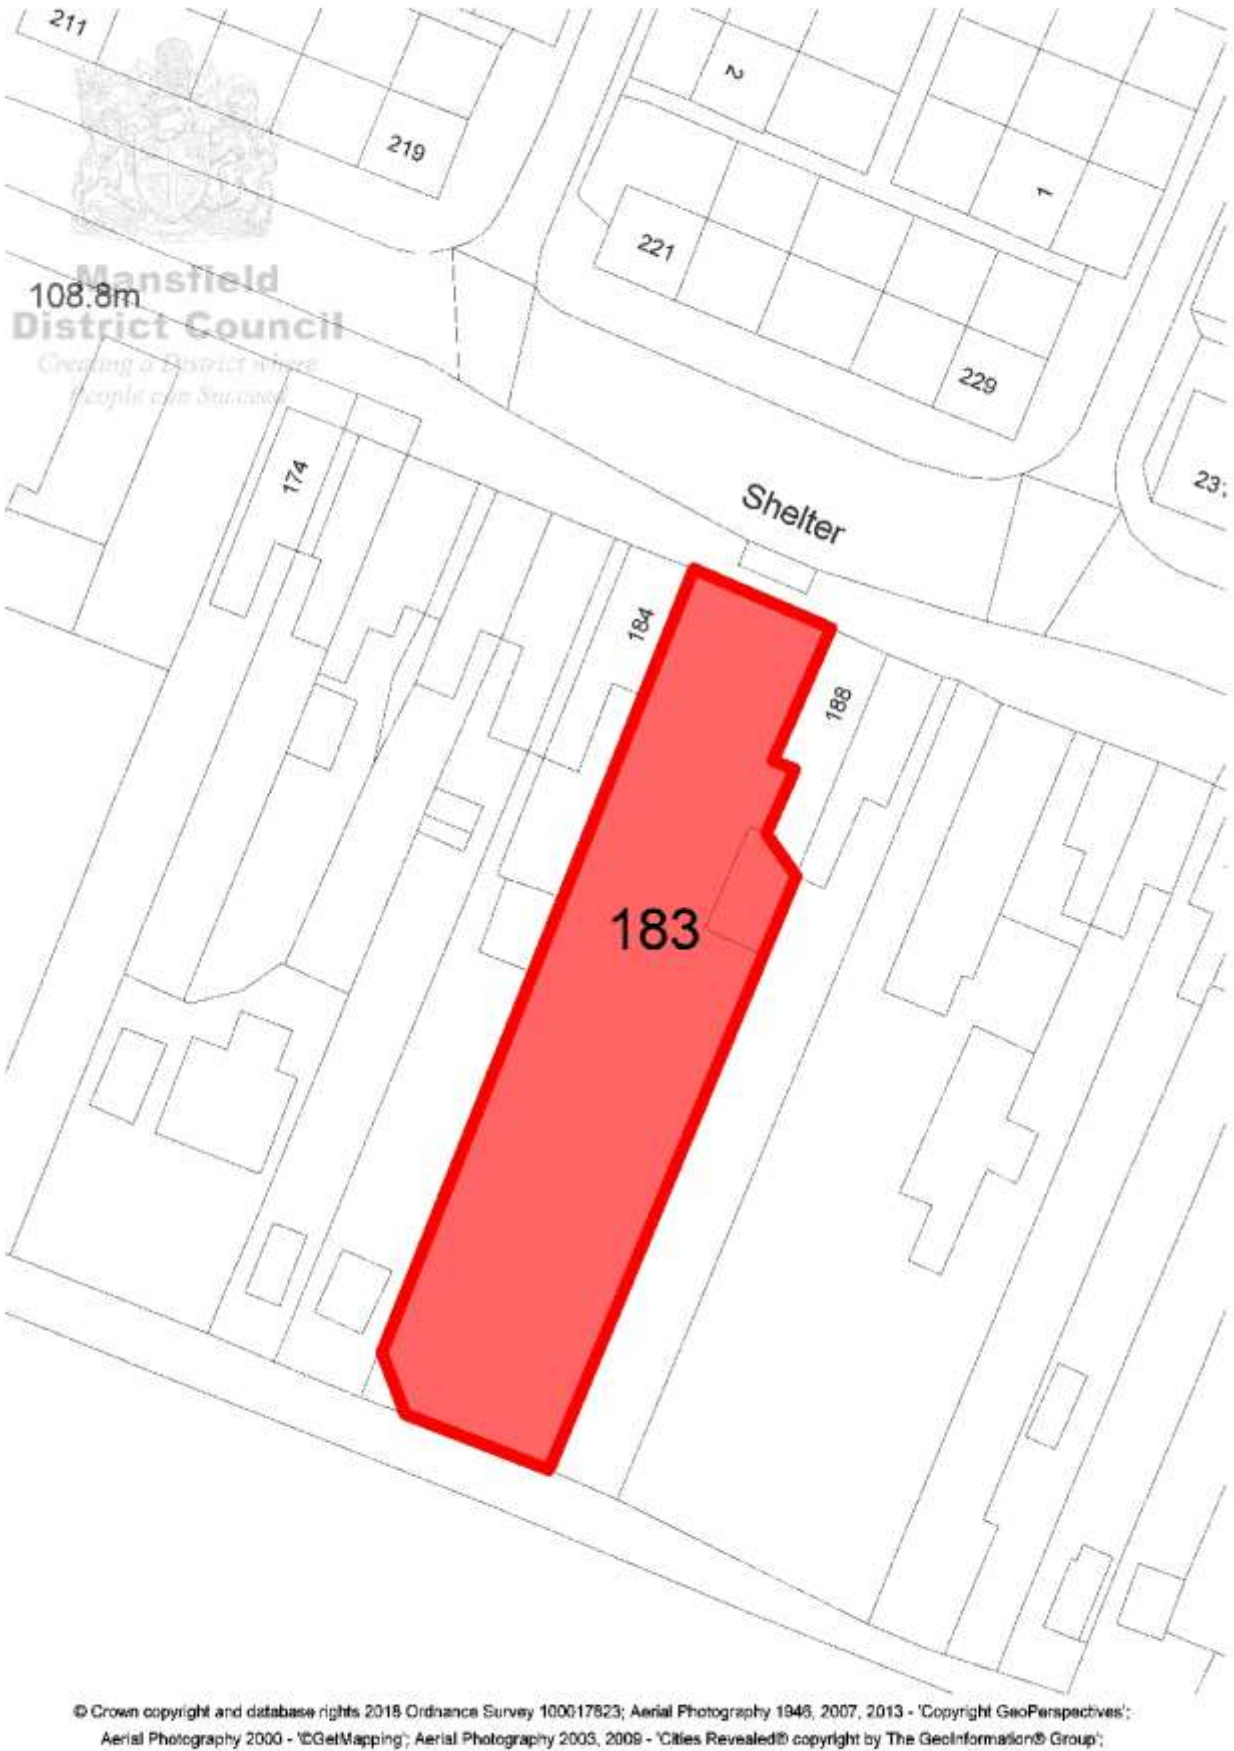 211
2
219
1
221
Mansfield
108.8m
District Council
Creating a District where
People can Succeed
229
174
23
Shelter
184
188
183
© Crown copyright and database rights 2018 Ordnance Survey 100017823; Aerial Photography 1946, 2007, 2013 - 'Copyright GeoPerspectives';
Aerial Photography 2000 - '©GetMapping'; Aerial Photography 2003, 2009 - 'Cities Revealed® copyright by The GeoInformation® Group';